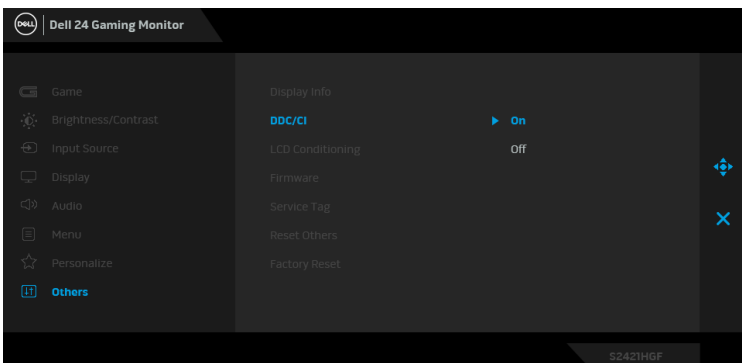 DELL Dell 24 Gaming Monitor
Game
Brightness/Contrast
Input Source
Display
Audio
Menu
Personalize
Others
Display Info
DDC/CI On
LCD Conditioning Off
Firmware
Service Tag
Reset Others
Factory Reset
S2421HGF